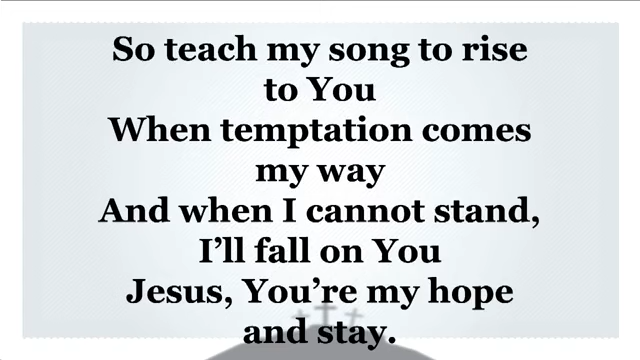 So teach my song to rise
to You
When temptation comes
my way
And when I cannot stand,
I’ll fall on You
Jesus, You’re my hope
and stay.